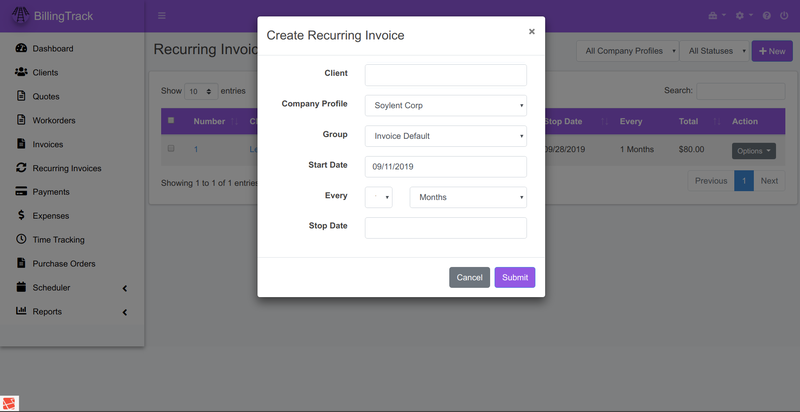 BillingTrack
Dashboard
Clients
Quotes
Workorders
Invoices
Recurring Invoices
Payments
Expenses
Time Tracking
Purchase Orders
Scheduler
Reports
Recurring Invoic
All Company Profiles
All Statuses
New
Show 10 entries
Search:
Number
Stop Date Every Total Action
1
09/28/2019 1 Months $80.00 Options
Showing 1 to 1 of 1 entries
Previous 1 Next
Create Recurring Invoice
×
Client
Company Profile Soylent Corp
Group Invoice Default
Start Date 09/11/2019
Every Months
Stop Date
Cancel Submit